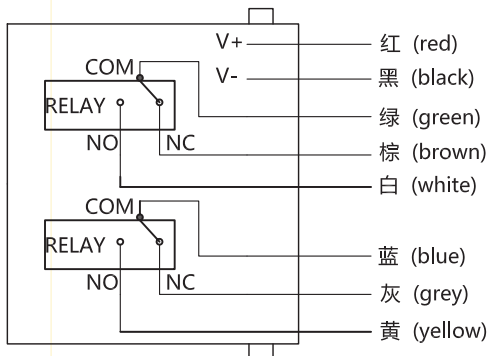 V+ 红 (red)
V- 黑 (black)
COM
绿 (green)
RELAY
NO NC
棕 (brown)
白 (white)
COM
RELAY
蓝 (blue)
NO NC
灰 (grey)
黄 (yellow)